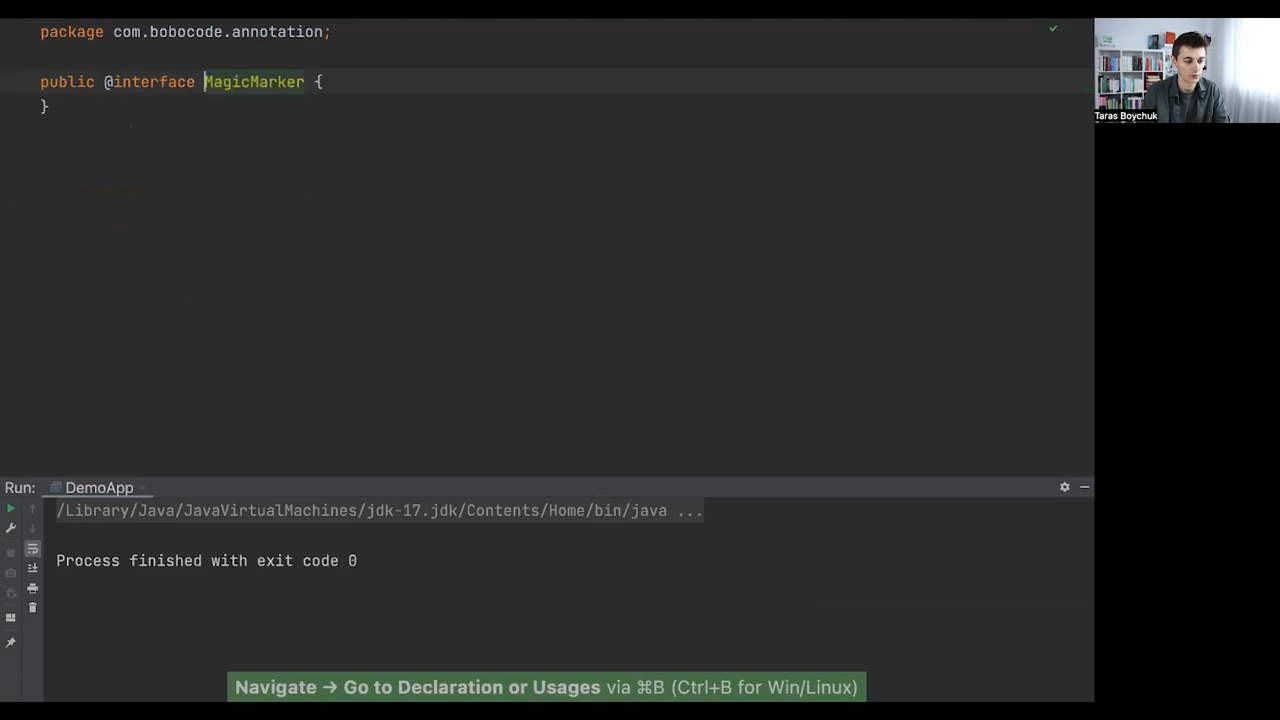 package com.bobocode.annotation;
public @interface MagicMarker {
}
Taras Boychuk
Run: DemoApp
/Library/Java/JavaVirtualMachines/jdk-17.jdk/Contents/Home/bin/java ...
Process finished with exit code 0
Navigate → Go to Declaration or Usages via ⌘B (Ctrl+B for Win/Linux)